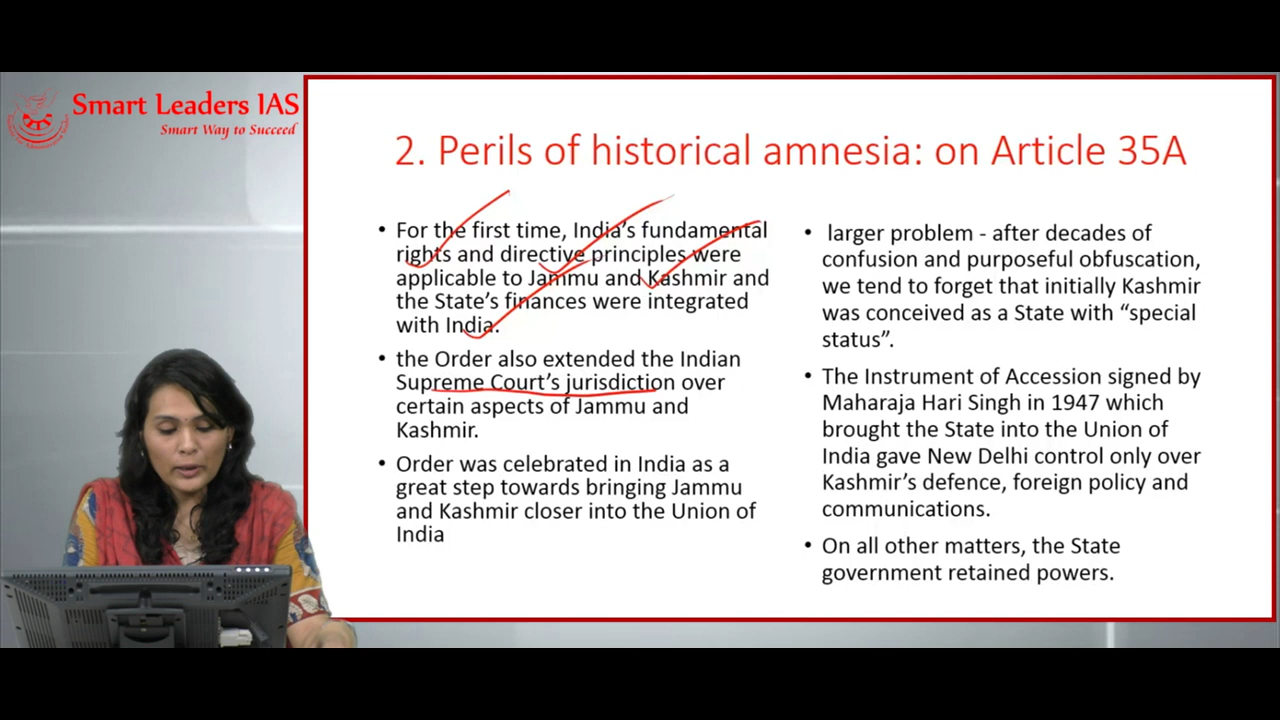 Smart Leaders IAS
Smart Way to Succeed
2. Perils of historical amnesia: on Article 35A
• For the first time, India's fundamental
rights and directive principles were
applicable to Jammu and Kashmir and
the State's finances were integrated
with India.
• the Order also extended the Indian
Supreme Court's jurisdiction over
certain aspects of Jammu and
Kashmir.
• Order was celebrated in India as a
great step towards bringing Jammu
and Kashmir closer into the Union of
India
• larger problem - after decades of
confusion and purposeful obfuscation,
we tend to forget that initially Kashmir
was conceived as a State with “special
status”.
• The Instrument of Accession signed by
Maharaja Hari Singh in 1947 which
brought the State into the Union of
India gave New Delhi control only over
Kashmir's defence, foreign policy and
communications.
• On all other matters, the State
government retained powers.